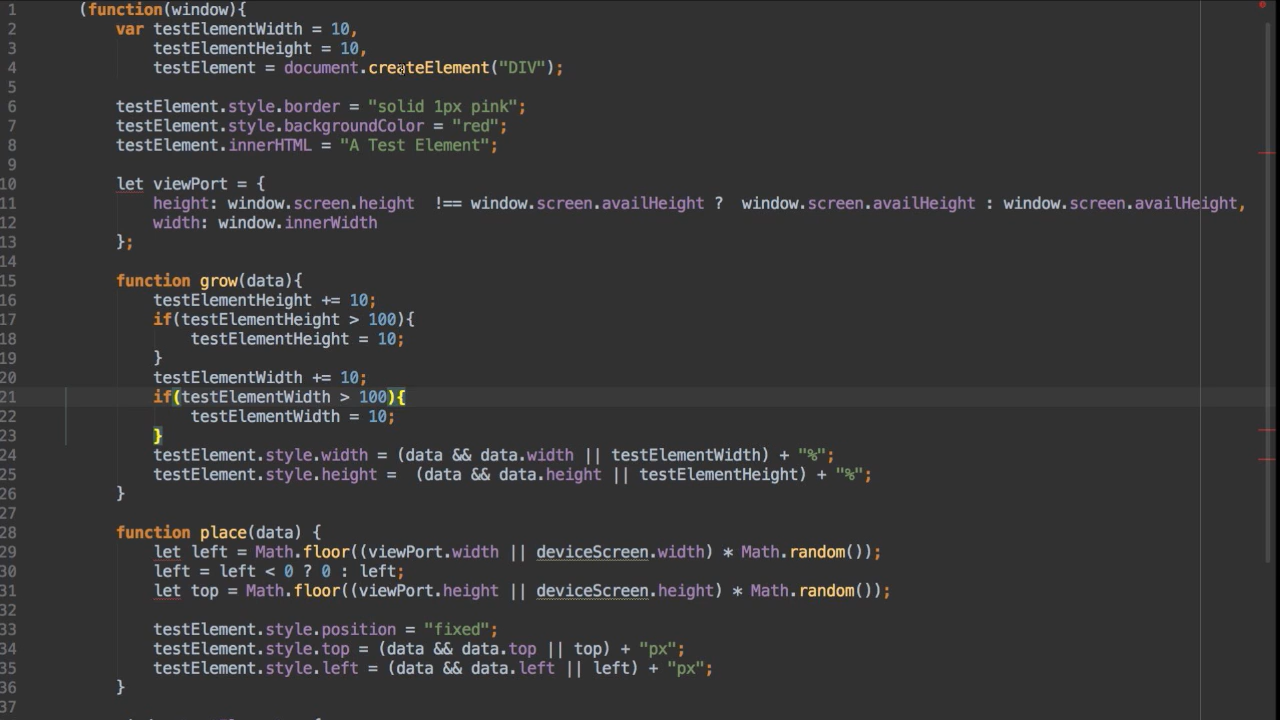 1 (function(window){
2 var testElementWidth = 10,
3 testElementHeight = 10,
4 testElement = document.createElement("DIV");
5
6 testElement.style.border = "solid 1px pink";
7 testElement.style.backgroundColor = "red";
8 testElement.innerHTML = "A Test Element";
9
10 let viewPort = {
11 height: window.screen.height  !== window.screen.availHeight ?  window.screen.availHeight : window.screen.availHeight,
12 width: window.innerWidth
13 };
14
15 function grow(data){
16 testElementHeight += 10;
17 if(testElementHeight > 100){
18 testElementHeight = 10;
19 }
20 testElementWidth += 10;
21 if(testElementWidth > 100){
22 testElementWidth = 10;
23 }
24 testElement.style.width = (data && data.width || testElementWidth) + "%";
25 testElement.style.height =  (data && data.height || testElementHeight) + "%";
26 }
27
28 function place(data) {
29 let left = Math.floor((viewPort.width || deviceScreen.width) * Math.random());
30 left = left < 0 ? 0 : left;
31 let top = Math.floor((viewPort.height || deviceScreen.height) * Math.random());
32
33 testElement.style.position = "fixed";
34 testElement.style.top = (data && data.top || top) + "px";
35 testElement.style.left = (data && data.left || left) + "px";
36 }
37